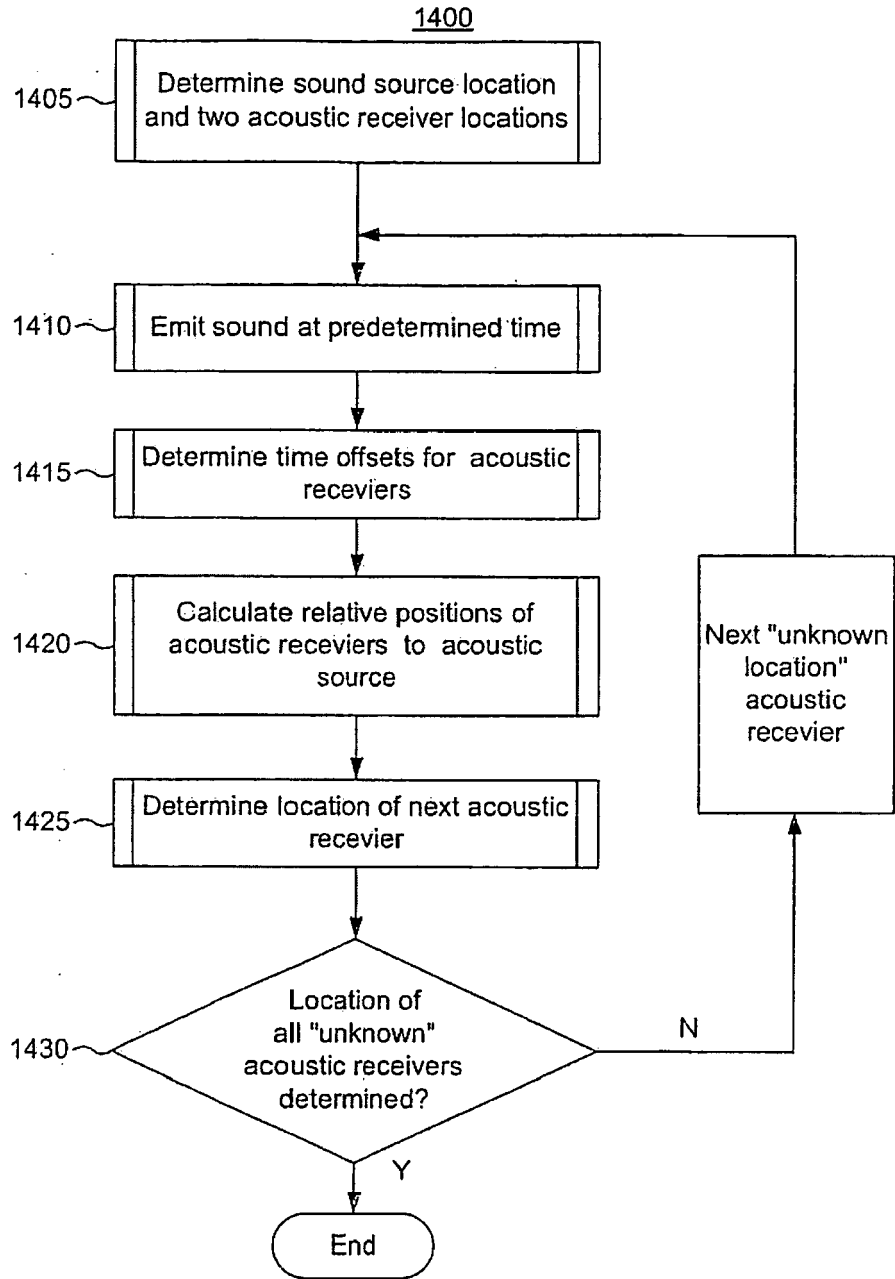 1400
1405
Determine sound source location
and two acoustic receiver locations
1410
Emit sound at predetermined time
1415
Determine time offsets for acoustic
receviers
1420
Calculate relative positions of
acoustic receviers to acoustic
source
Next "unknown
location"
acoustic
recevier
1425
Determine location of next acoustic
recevier
1430
Location of
all "unknown"
acoustic receivers
determined?
N
Y
End